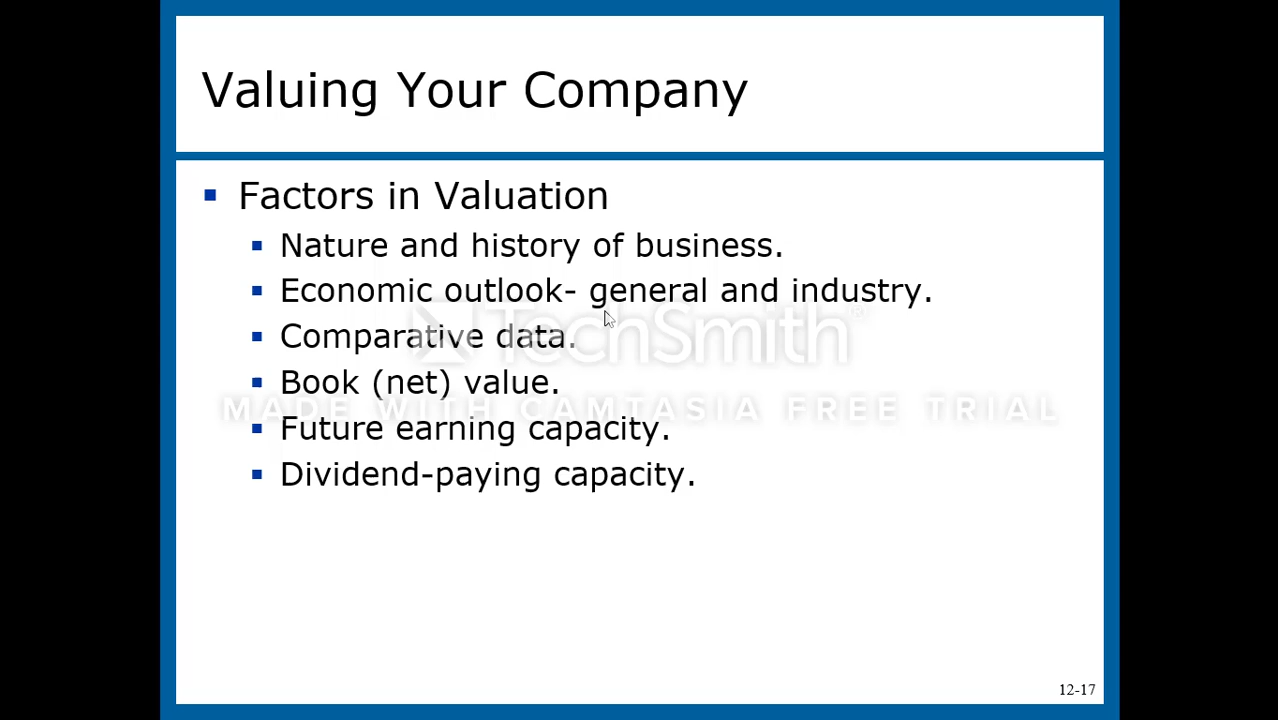 Valuing Your Company
Factors in Valuation
Nature and history of business.
Economic outlook- general and industry.
TechSmith®
Comparative data.
Book (net) value.
MADE WITH CAMTASIA FREE TRIAL
Future earning capacity.
Dividend-paying capacity.
12-17